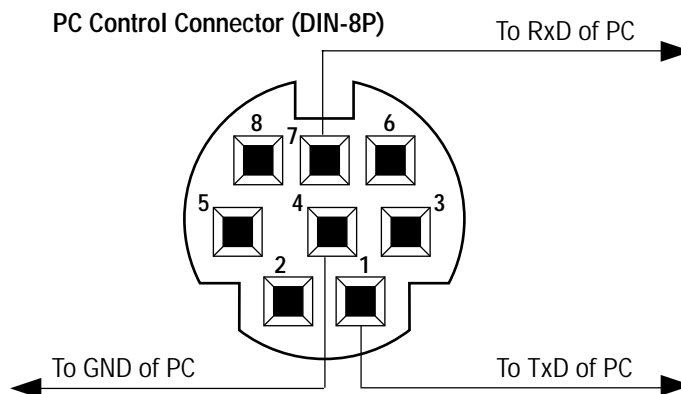 PC Control Connector (DIN-8P)
To RxD of PC
8 7 6
5 4 3
2 1
To GND of PC
To TxD of PC